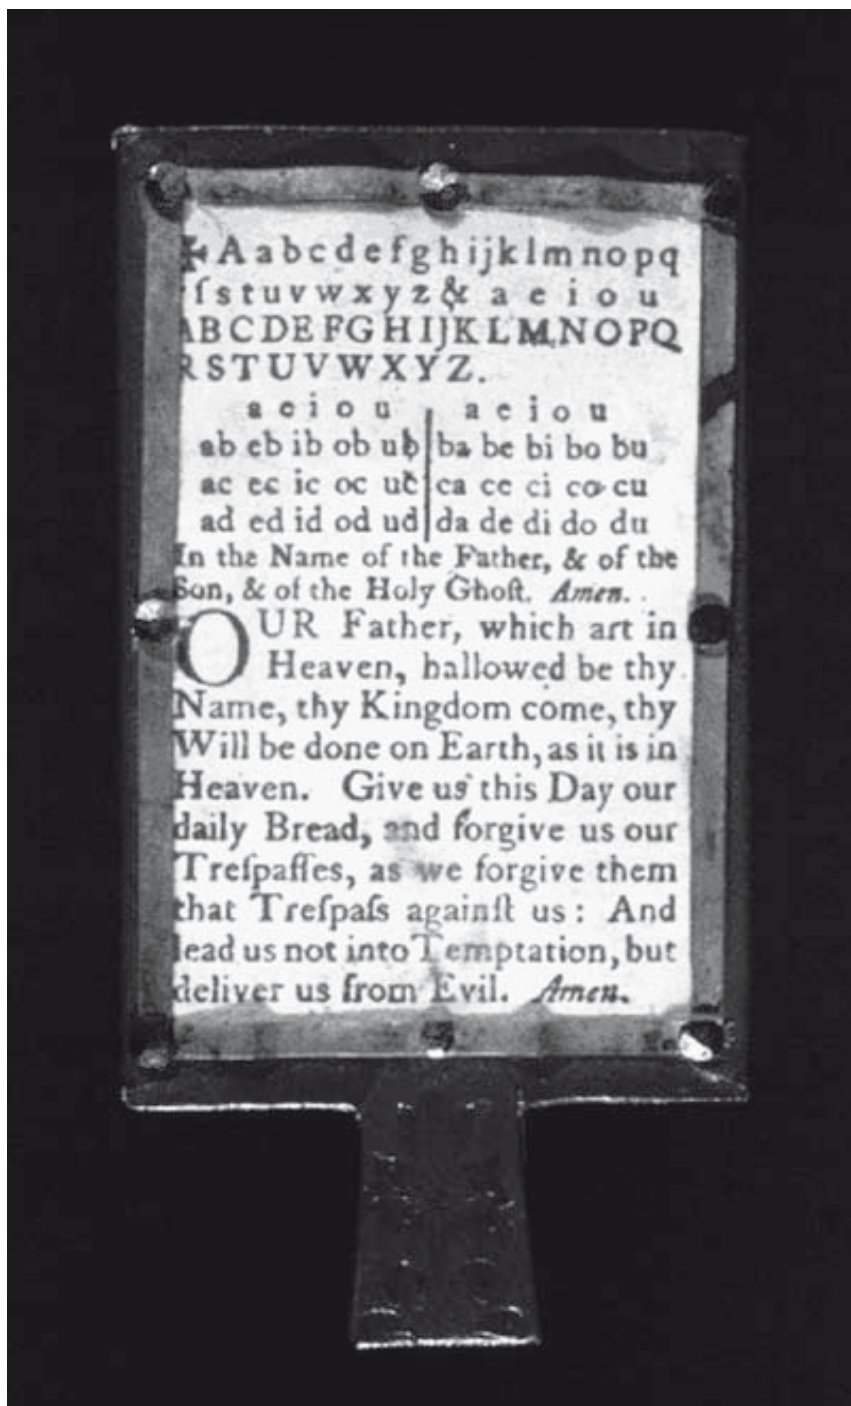 ✠ A a b c d e f g h i j k l m n o p q
r ſ s t u v w x y z & a e i o u
A B C D E F G H I J K L M N O P Q
R S T U V W X Y Z.
a e i o u | a e i o u
ab eb ib ob ub | ba be bi bo bu
ac ec ic oc uc | ca ce ci co cu
ad ed id od ud | da de di do du
In the Name of the Father, & of the
Son, & of the Holy Ghoſt. Amen.
OUR Father, which art in
Heaven, hallowed be thy
Name, thy Kingdom come, thy
Will be done on Earth, as it is in
Heaven. Give us this Day our
daily Bread, and forgive us our
Treſpaſſes, as we forgive them
that Treſpaſs againſt us: And
lead us not into Temptation, but
deliver us from Evil. Amen.